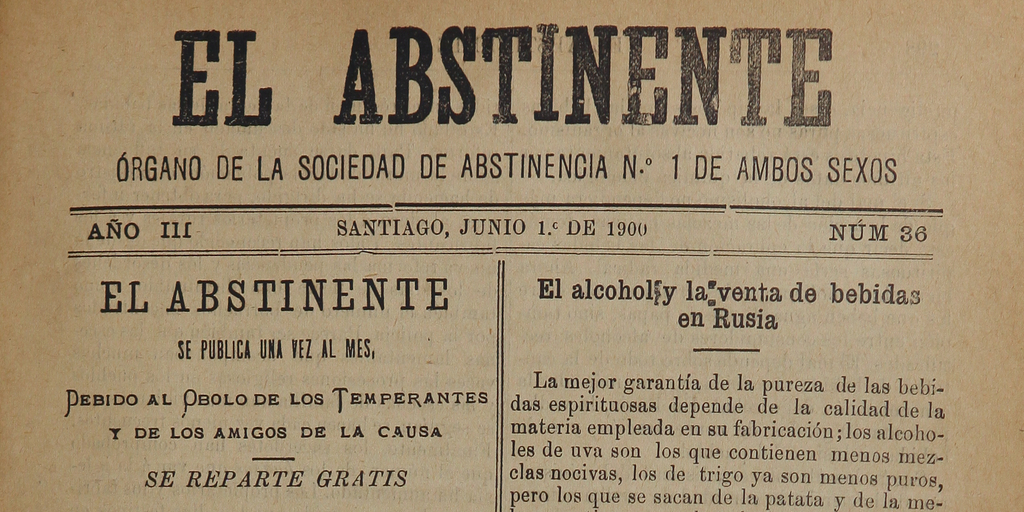 EL ABSTINENTE
ÓRGANO DE LA SOCIEDAD DE ABSTINENCIA N.º 1 DE AMBOS SEXOS
AÑO III SANTIAGO, JUNIO 1.º DE 1900 NÚM 36
EL ABSTINENTE
SE PUBLICA UNA VEZ AL MES,
DEBIDO AL OBOLO DE LOS TEMPERANTES
Y DE LOS AMIGOS DE LA CAUSA
SE REPARTE GRATIS
El alcohol y la venta de bebidas
en Rusia
La mejor garantía de la pureza de las bebi-
das espirituosas depende de la calidad de la
materia empleada en su fabricación; los alcoho-
les de uva son los que contienen menos mez-
clas nocivas, los de trigo ya son menos puros,
pero los que se sacan de la patata y de la me-